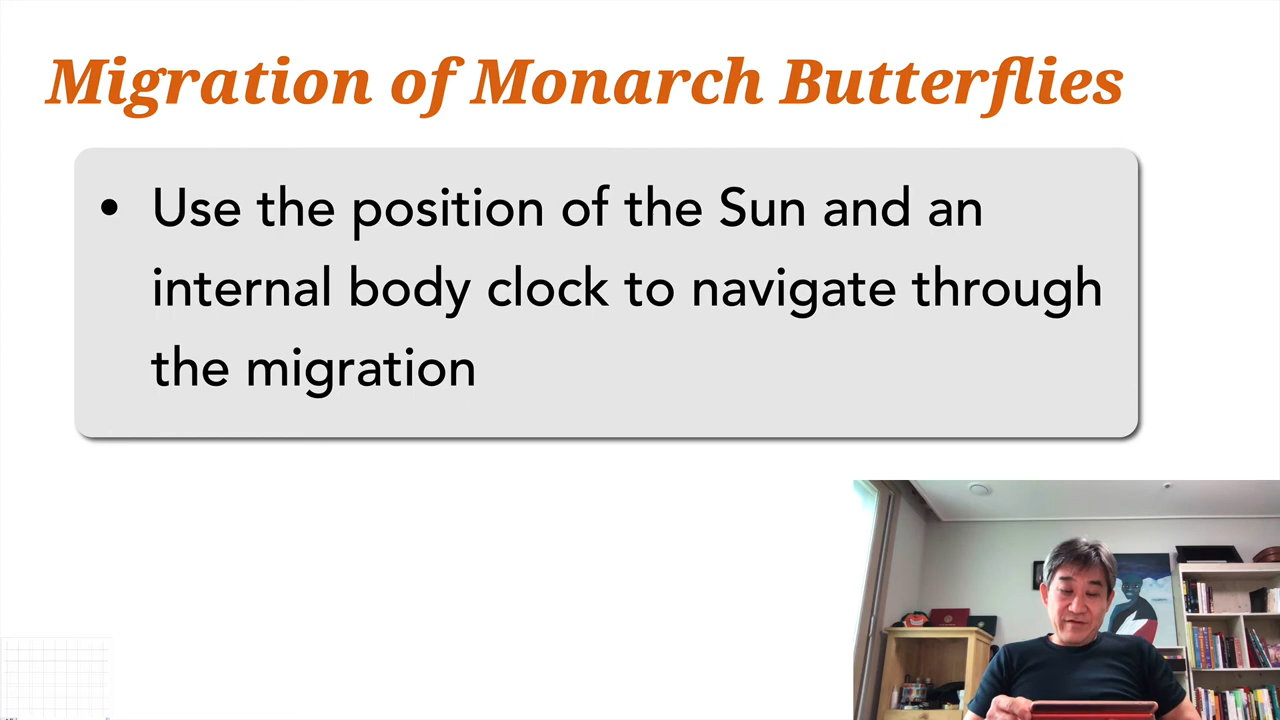 Migration of Monarch Butterflies
• Use the position of the Sun and an
internal body clock to navigate through
the migration